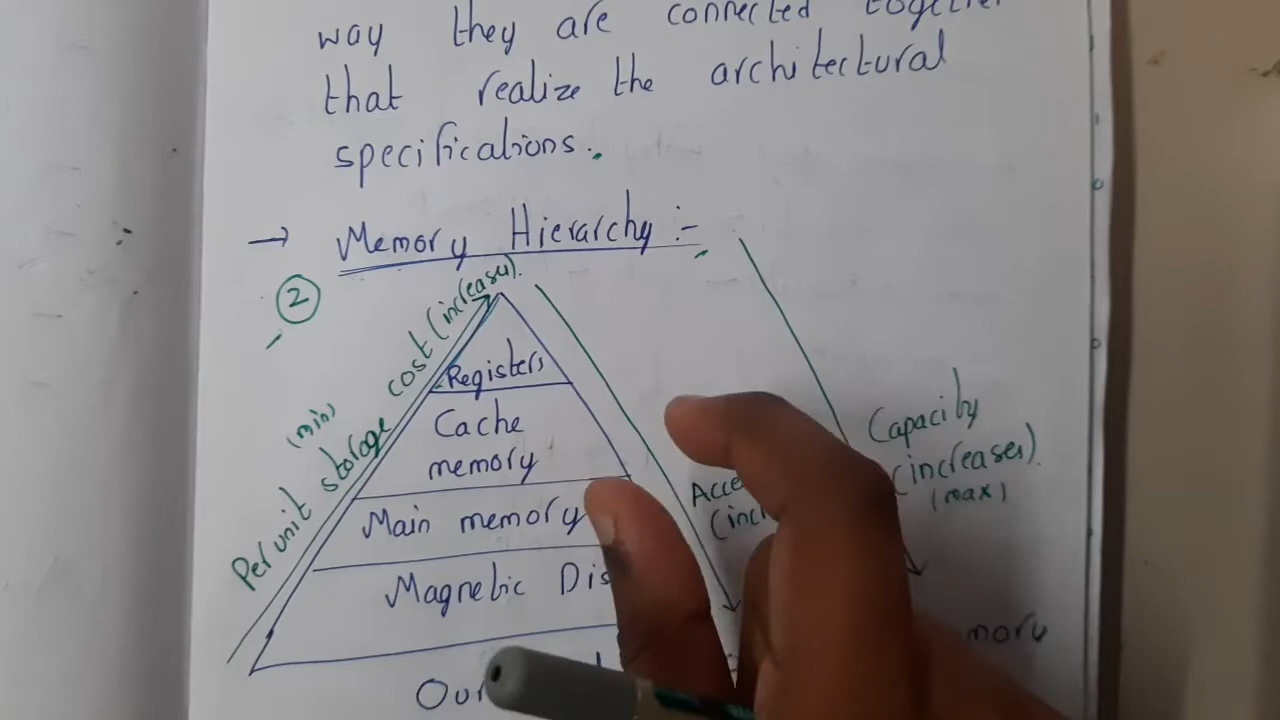 way they are connected together
that realize the architectural
specifications.
→ Memory Hierarchy :-
2
Per unit storage cost (increases).
(min)
Registers
Cache
memory
Main memory
Magnetic
Capacity
(increases).
(max)